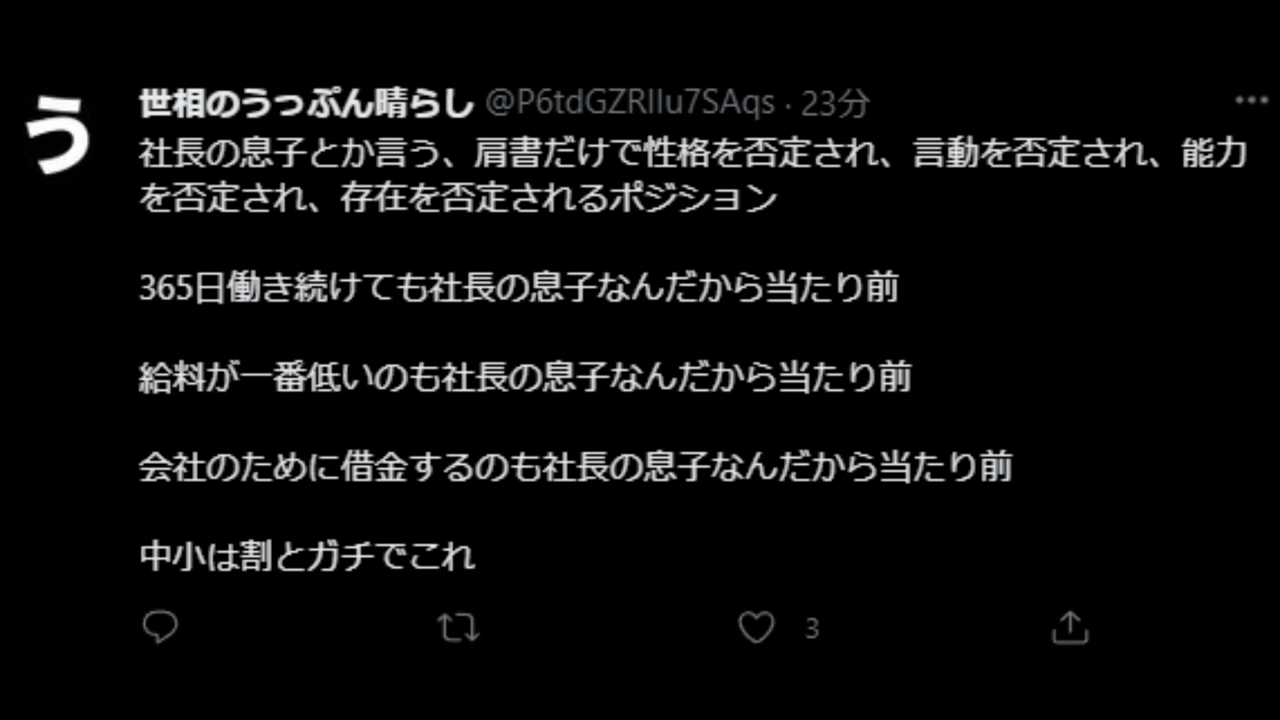 う
世相のうっぷん晴らし @P6tdGZRIlu7SAqs · 23分
社長の息子とか言う、肩書だけで性格を否定され、言動を否定され、能力
を否定され、存在を否定されるポジション
365日働き続けても社長の息子なんだから当たり前
給料が一番低いのも社長の息子なんだから当たり前
会社のために借金するのも社長の息子なんだから当たり前
中小は割とガチでこれ
3